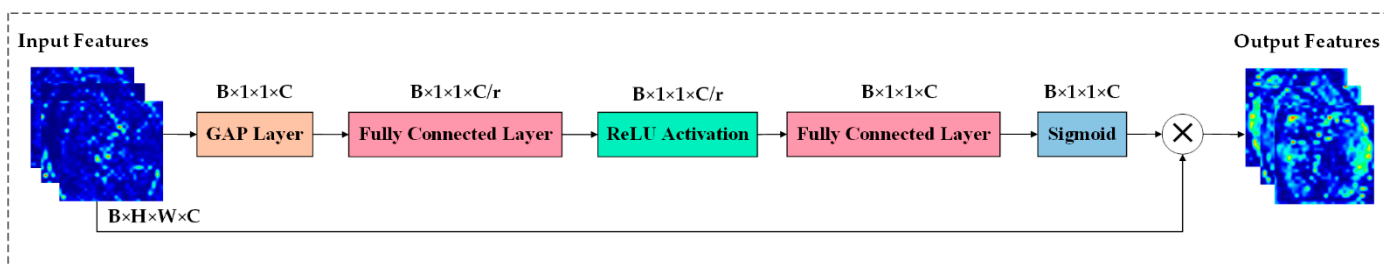 Input Features
Output Features
B×1×1×C
B×1×1×C/r
B×1×1×C/r
B×1×1×C
B×1×1×C
GAP Layer
Fully Connected Layer
ReLU Activation
Fully Connected Layer
Sigmoid
B×H×W×C